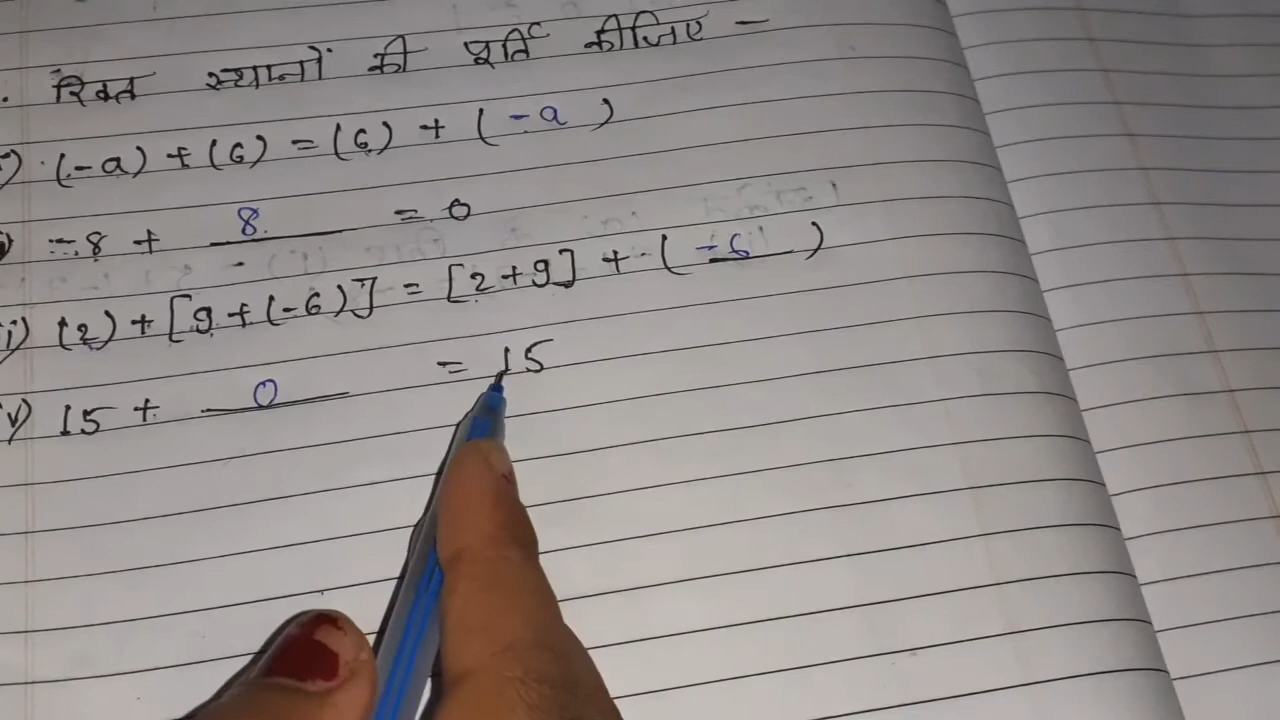 . रिक्त स्थानों की पूर्ति कीजिए -
) (-a) + (6) = (6) + ( -a )
) -8 + 8 = 0
i) (2) + [9 + (-6)] = [2 + 9] + ( -6 )
v) 15 + 0 = 15